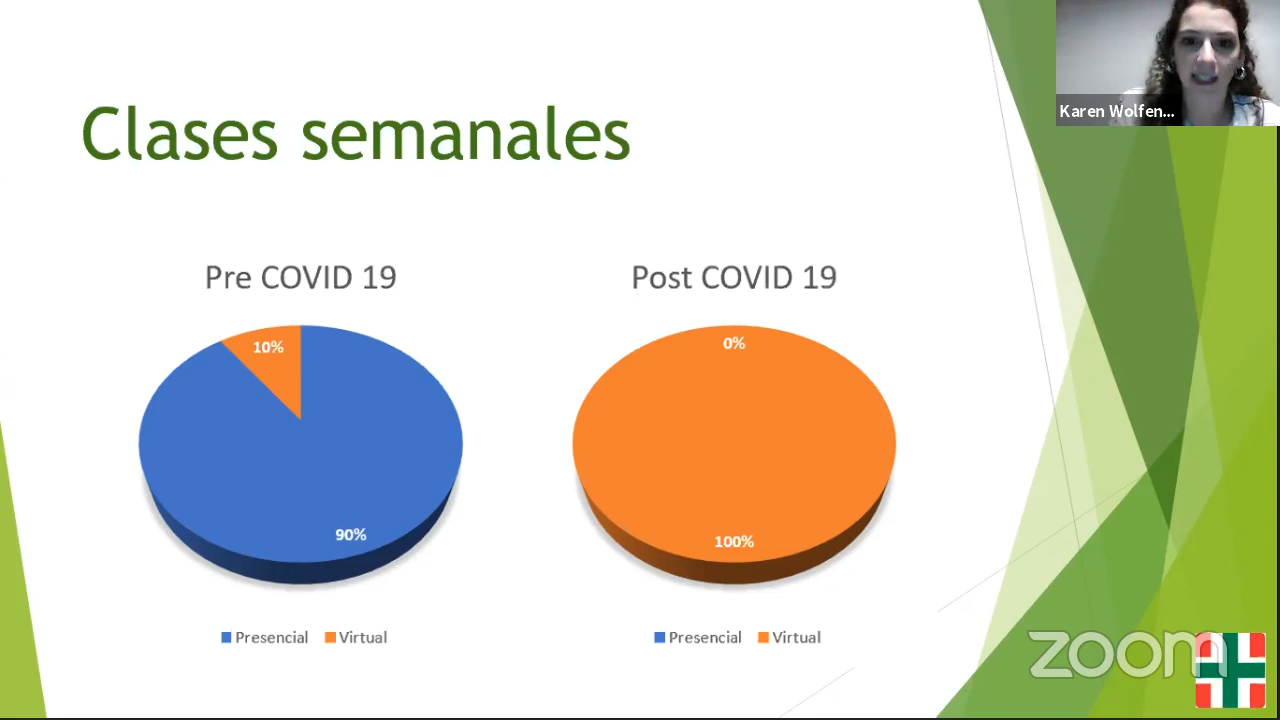 Karen Wolfen...
Clases semanales
Pre COVID 19
10%
90%
Presencial Virtual
Post COVID 19
0%
100%
Presencial Virtual
zoom